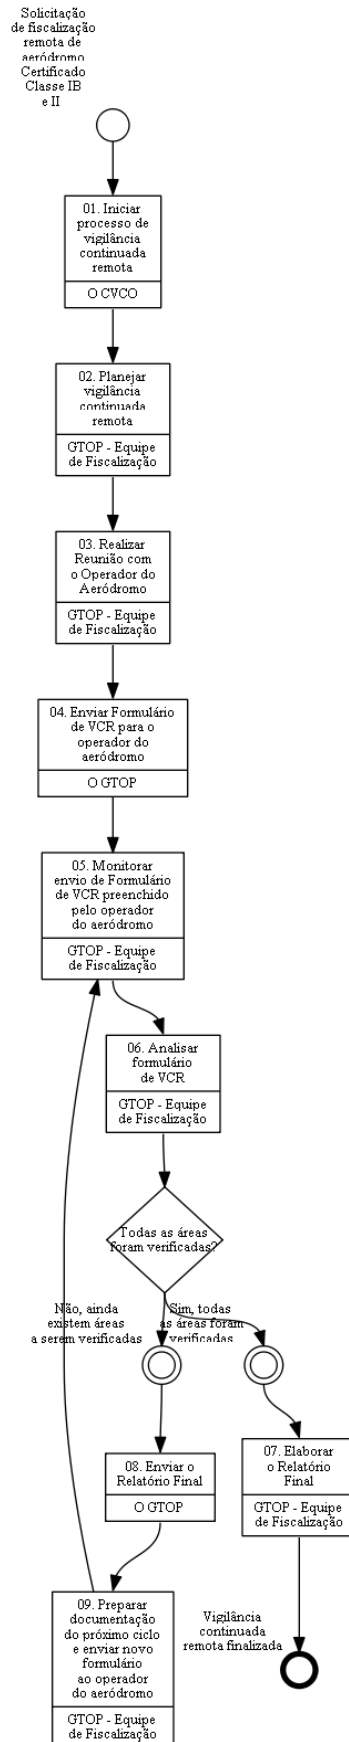 Solicitação
de fiscalização
remota de
aeródromo
Certificado
Classe IB
e II
01. Iniciar
processo de
vigilância
continuada
remota
O CVCO
02. Planejar
vigilância
continuada
remota
GTOP - Equipe
de Fiscalização
03. Realizar
Reunião com
o Operador do
Aeródromo
GTOP - Equipe
de Fiscalização
04. Enviar Formulário
de VCR para o
operador do
aeródromo
O GTOP
05. Monitorar
envio de Formulário
de VCR preenchido
pelo operador
do aeródromo
GTOP - Equipe
de Fiscalização
06. Analisar
formulário
de VCR
GTOP - Equipe
de Fiscalização
Todas as áreas
foram verificadas?
Não, ainda
existem áreas
a serem verificadas
Sim, todas
as áreas foram
verificadas
07. Elaborar
o Relatório
Final
GTOP - Equipe
de Fiscalização
08. Enviar o
Relatório Final
O GTOP
09. Preparar
documentação
do próximo ciclo
e enviar novo
formulário
ao operador
do aeródromo
GTOP - Equipe
de Fiscalização
Vigilância
continuada
remota finalizada